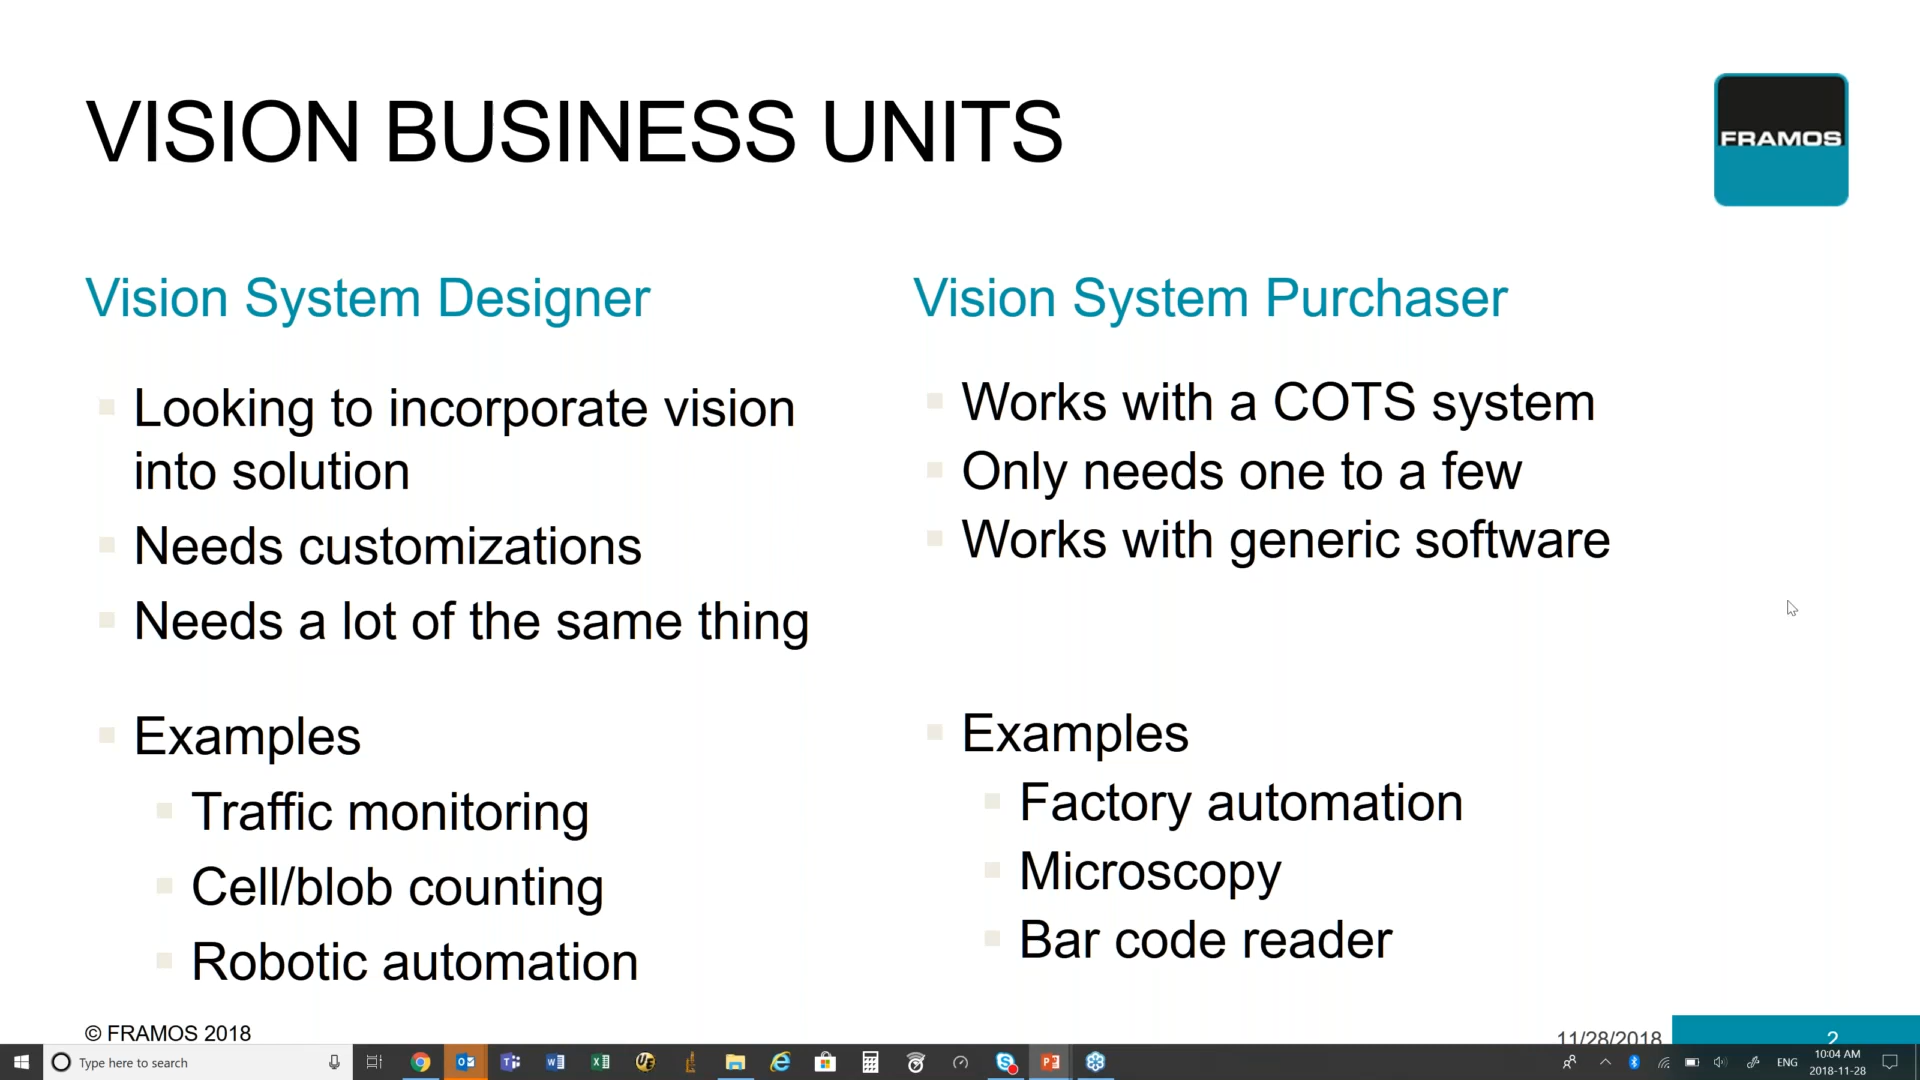 VISION BUSINESS UNITS
FRAMOS
Vision System Designer
Looking to incorporate vision
into solution
Needs customizations
Needs a lot of the same thing
Examples
Traffic monitoring
Cell/blob counting
Robotic automation
Vision System Purchaser
Works with a COTS system
Only needs one to a few
Works with generic software
Examples
Factory automation
Microscopy
Bar code reader
© FRAMOS 2018
11/28/2018
2
Type here to search
ENG
10:04 AM
2018-11-28